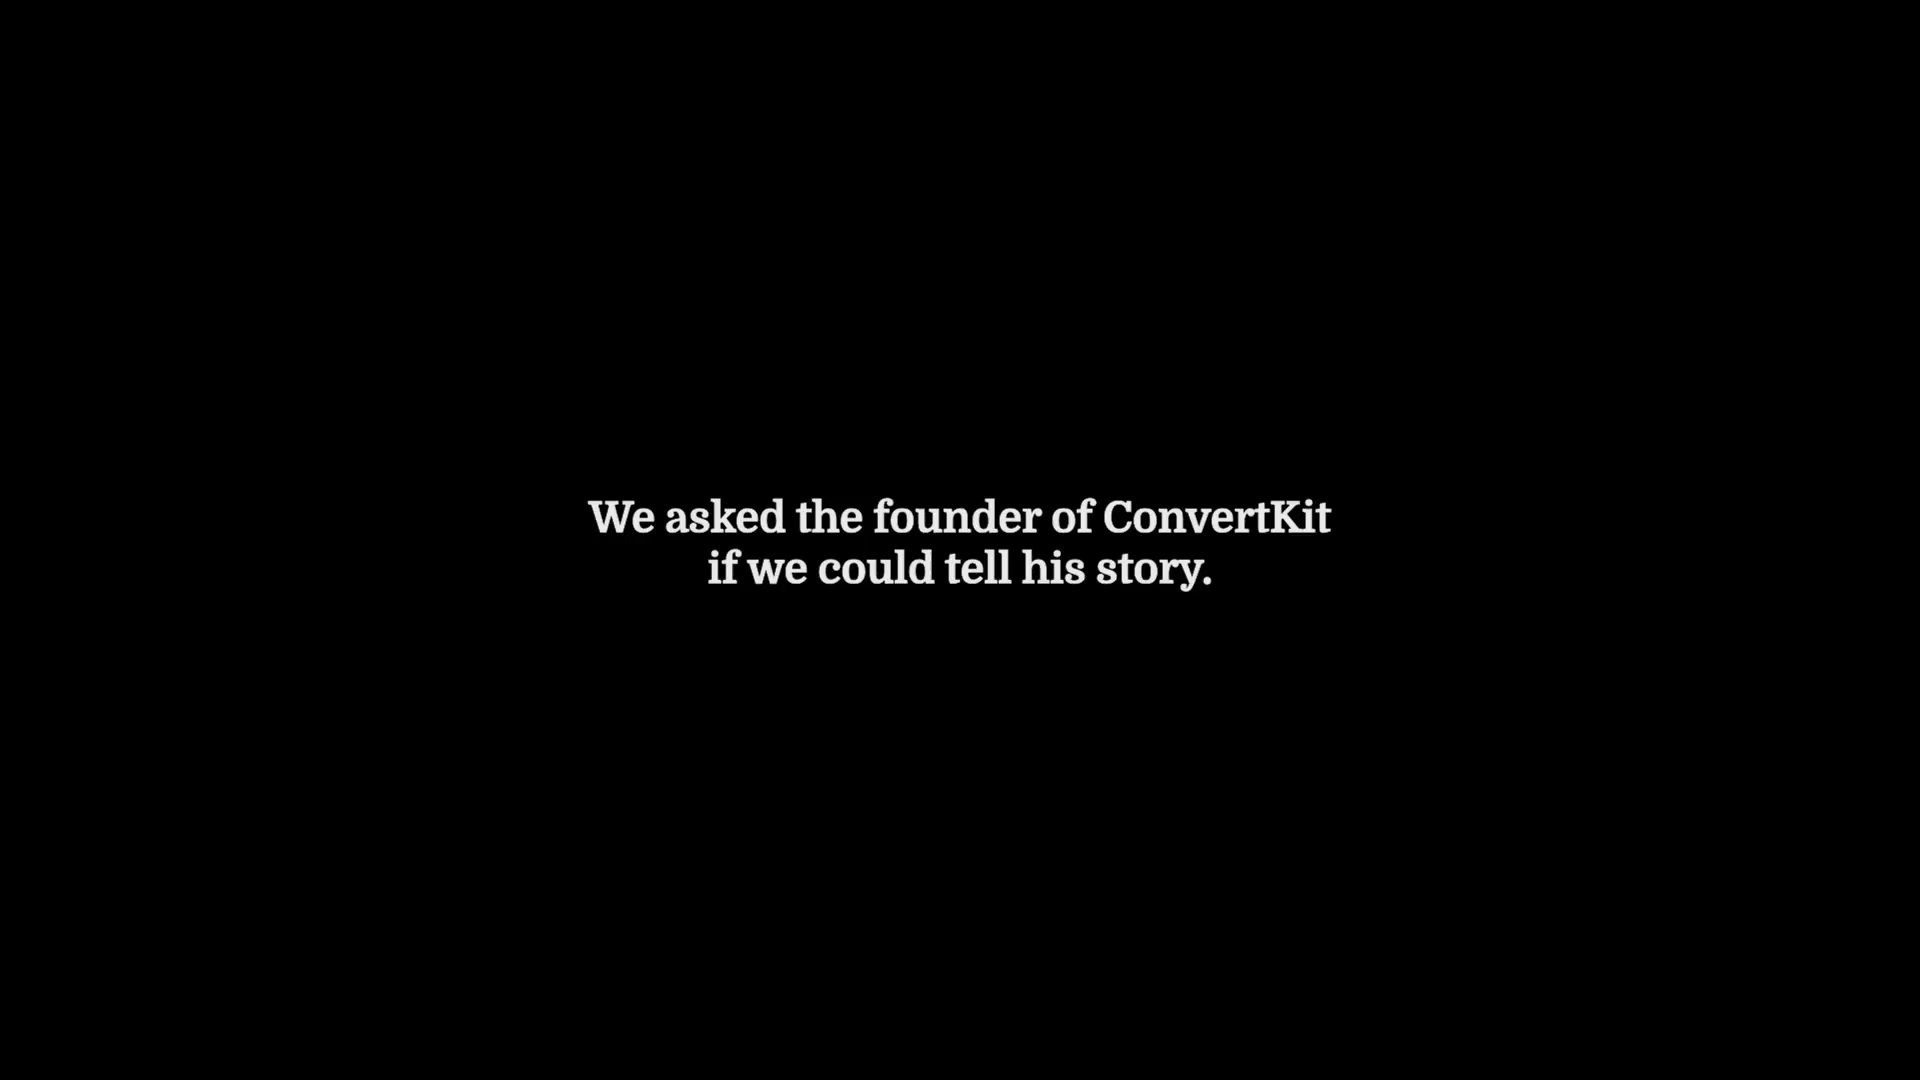 We asked the founder of ConvertKit
if we could tell his story.